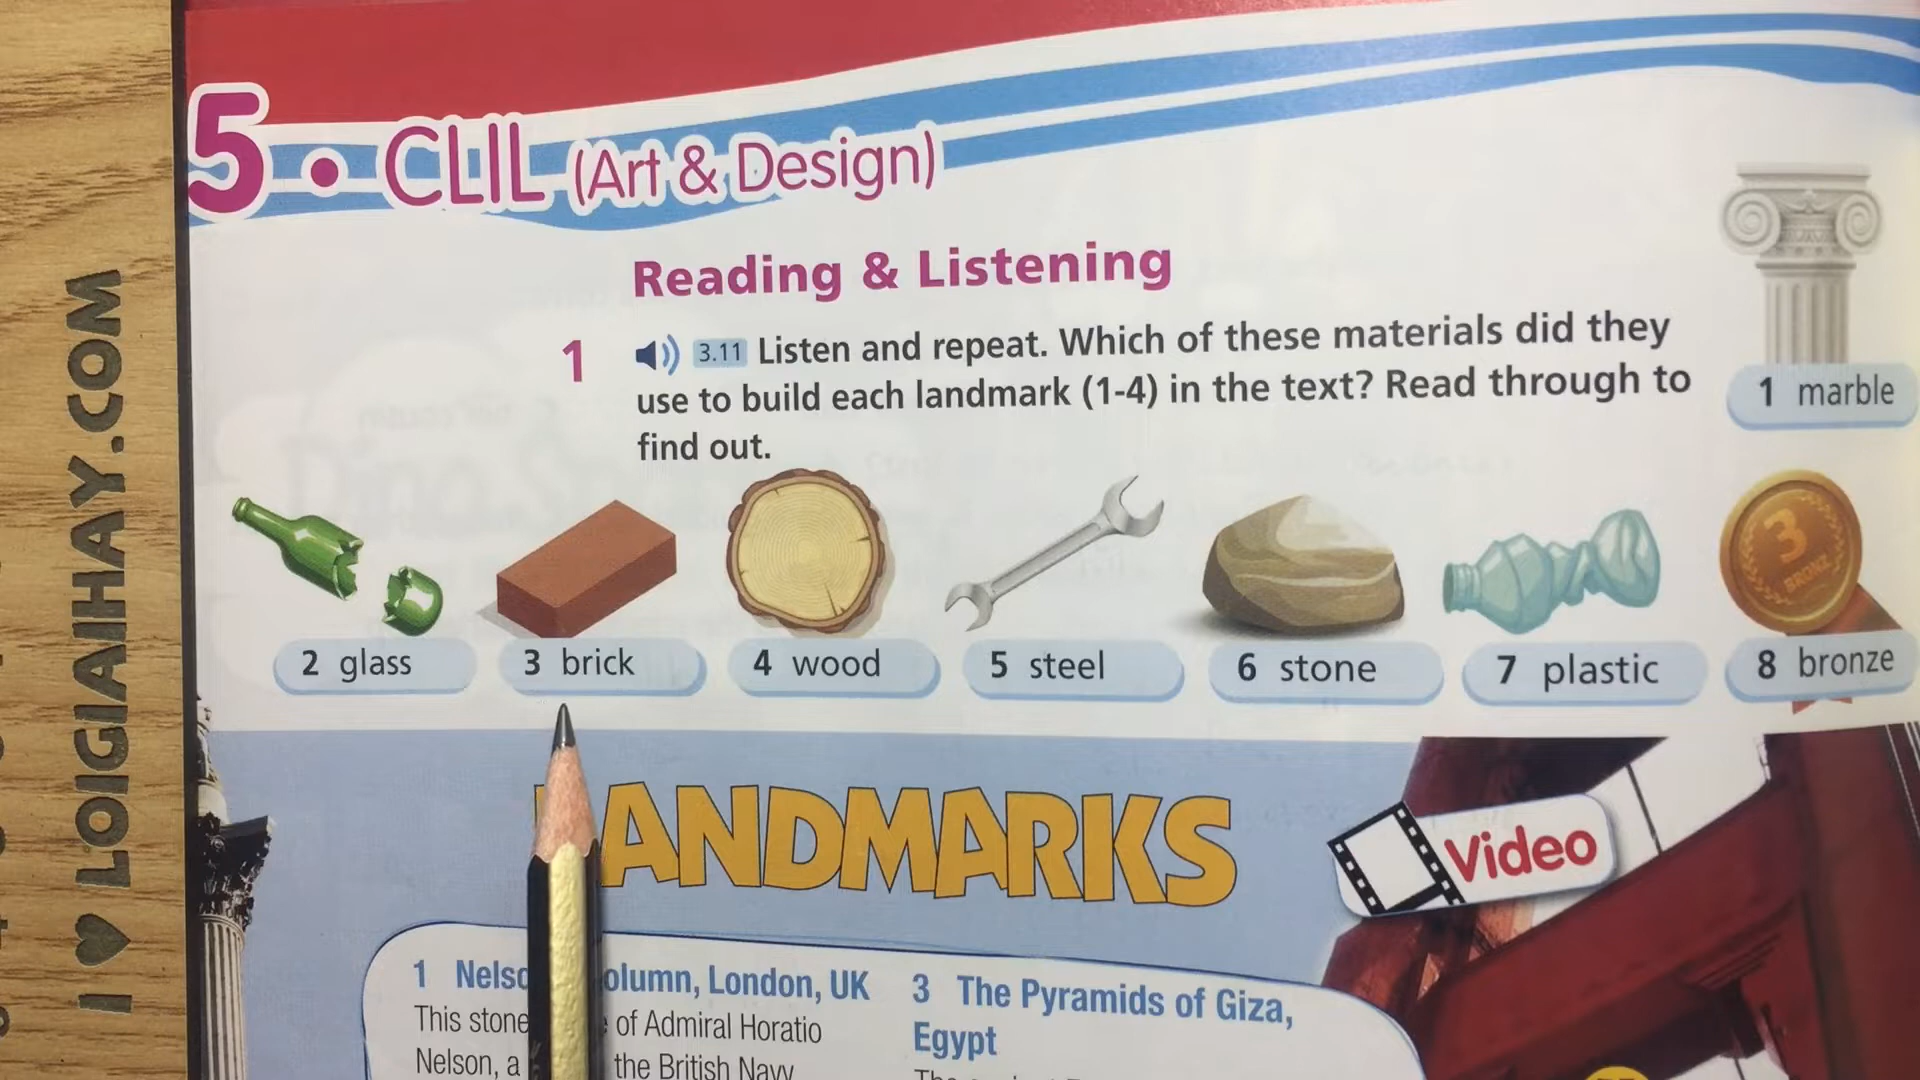 5 • CLIL (Art & Design)
Reading & Listening
1 3.11 Listen and repeat. Which of these materials did they
use to build each landmark (1-4) in the text? Read through to
find out.
1 marble
3
BRONZ
2 glass
3 brick
4 wood
5 steel
6 stone
7 plastic
8 bronze
LANDMARKS
Video
1 Nelso olumn, London, UK
This stone of Admiral Horatio
Nelson, a the British Navy
3 The Pyramids of Giza,
Egypt
I ♥ LOIGIAIHAY.COM